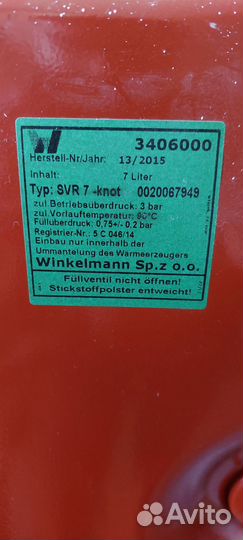 W 3406000
Herstell-Nr/Jahr: 13/2015
Inhalt: 7 Liter
Typ: SVR 7 -knot 0020067949
zul.Betriebsuberdruck: 3 bar
zul.Vorlauftemperatur: 90°C
Fülluberdruck: 0,75+/-0,2 bar
Registrier-Nr.: 5 C 046/14
Einbau nur innerhalb der
Ummantelung des Wärmeerzeugers
Winkelmann Sp.z o.o.
Füllventil nicht öffnen!
Stickstoffpolster entweicht!
Avito